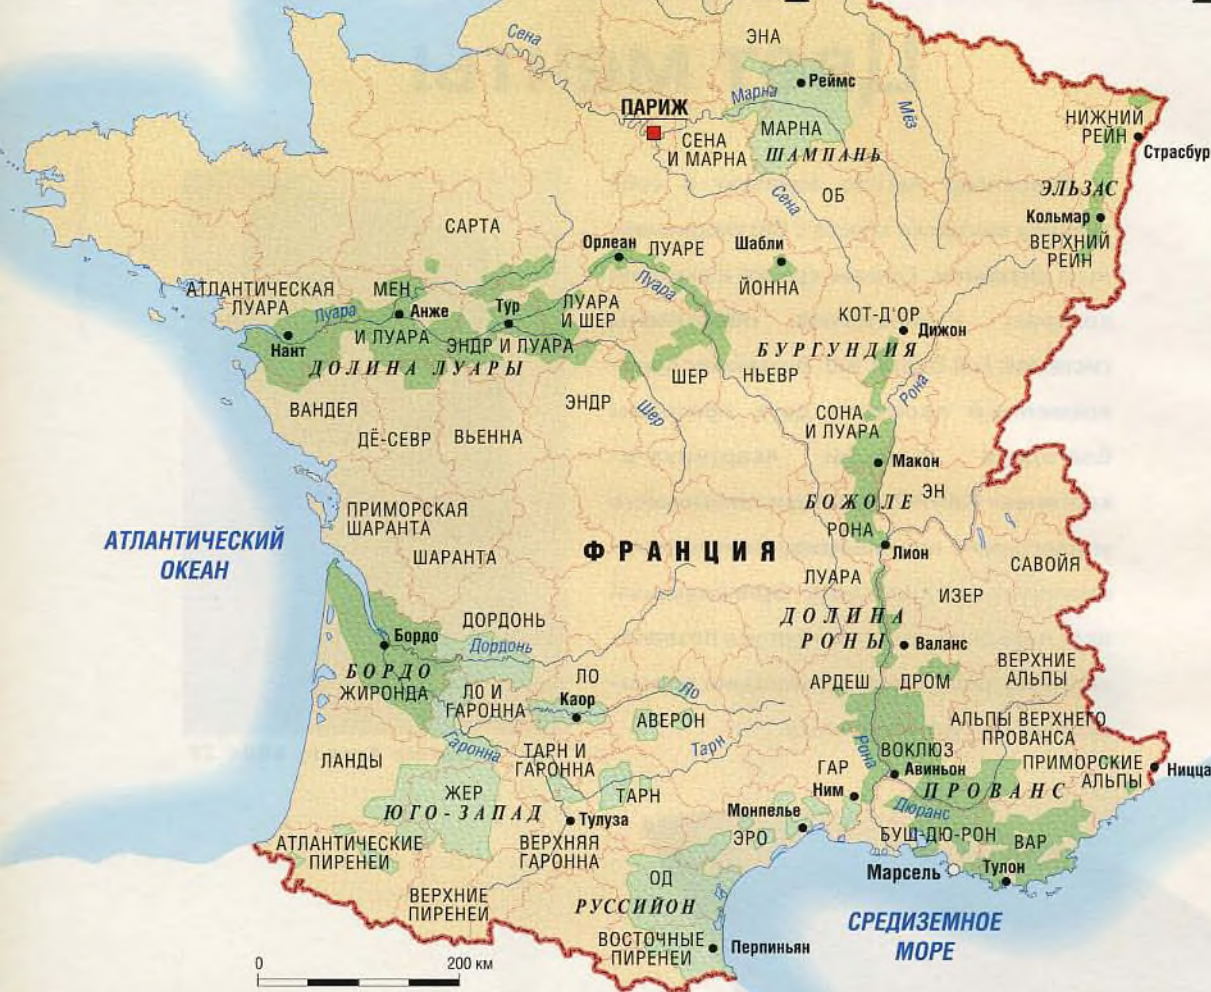 Сена
ЭНА
Реймс
Марна
Мёз
ПАРИЖ
МАРНА
НИЖНИЙ
РЕЙН
СЕНА
И МАРНА
ШАМПАНЬ
Страсбур
ЭЛЬЗАС
Сена
ОБ
Кольмар
САРТА
Орлеан
ЛУАРЕ
Шабли
ВЕРХНИЙ
РЕЙН
АТЛАНТИЧЕСКАЯ
ЛУАРА
МЕН
И ЛУАРА
Луара
Анже
Тур
ЛУАРА
И ШЕР
Луара
ЙОННА
КОТ-Д'ОР
Дижон
Нант
ЭНДР И ЛУАРА
БУРГУНДИЯ
ДОЛИНА ЛУАРЫ
ШЕР
НЬЕВР
Рона
ВАНДЕЯ
ЭНДР
Шер
СОНА
И ЛУАРА
ДЁ-СЕВР
ВЬЕННА
Макон
ЭН
БОЖОЛЕ
ПРИМОРСКАЯ
ШАРАНТА
РОНА
АТЛАНТИЧЕСКИЙ
ОКЕАН
ШАРАНТА
ФРАНЦИЯ
Лион
САВОЙЯ
ЛУАРА
ИЗЕР
ДОРДОНЬ
ДОЛИНА
РОНЫ
Бордо
Дордонь
Валанс
БОРДО
ЖИРОНДА
ЛО
ВЕРХНИЕ
АЛЬПЫ
ЛО И
ГАРОННА
Каор
Ло
АРДЕШ
ДРОМ
АВЕРОН
АЛЬПЫ ВЕРХНЕГО
ПРОВАНСА
Гаронна
ТАРН И
ГАРОННА
Тарн
Рона
ВОКЛЮЗ
ЛАНДЫ
ГАР
Авиньон
ПРИМОРСКИЕ
АЛЬПЫ
Ницца
ЖЕР
ТАРН
Ним
ПРОВАНС
ЮГО-ЗАПАД
Тулуза
Монпелье
Дюранс
ЭРО
БУШ-ДЮ-РОН
ВАР
АТЛАНТИЧЕСКИЕ
ПИРЕНЕИ
ВЕРХНЯЯ
ГАРОННА
Марсель
Тулон
ОД
ВЕРХНИЕ
ПИРЕНЕИ
РУССИЙОН
СРЕДИЗЕМНОЕ
МОРЕ
ВОСТОЧНЫЕ
ПИРЕНЕИ
Перпиньян
0
200 км